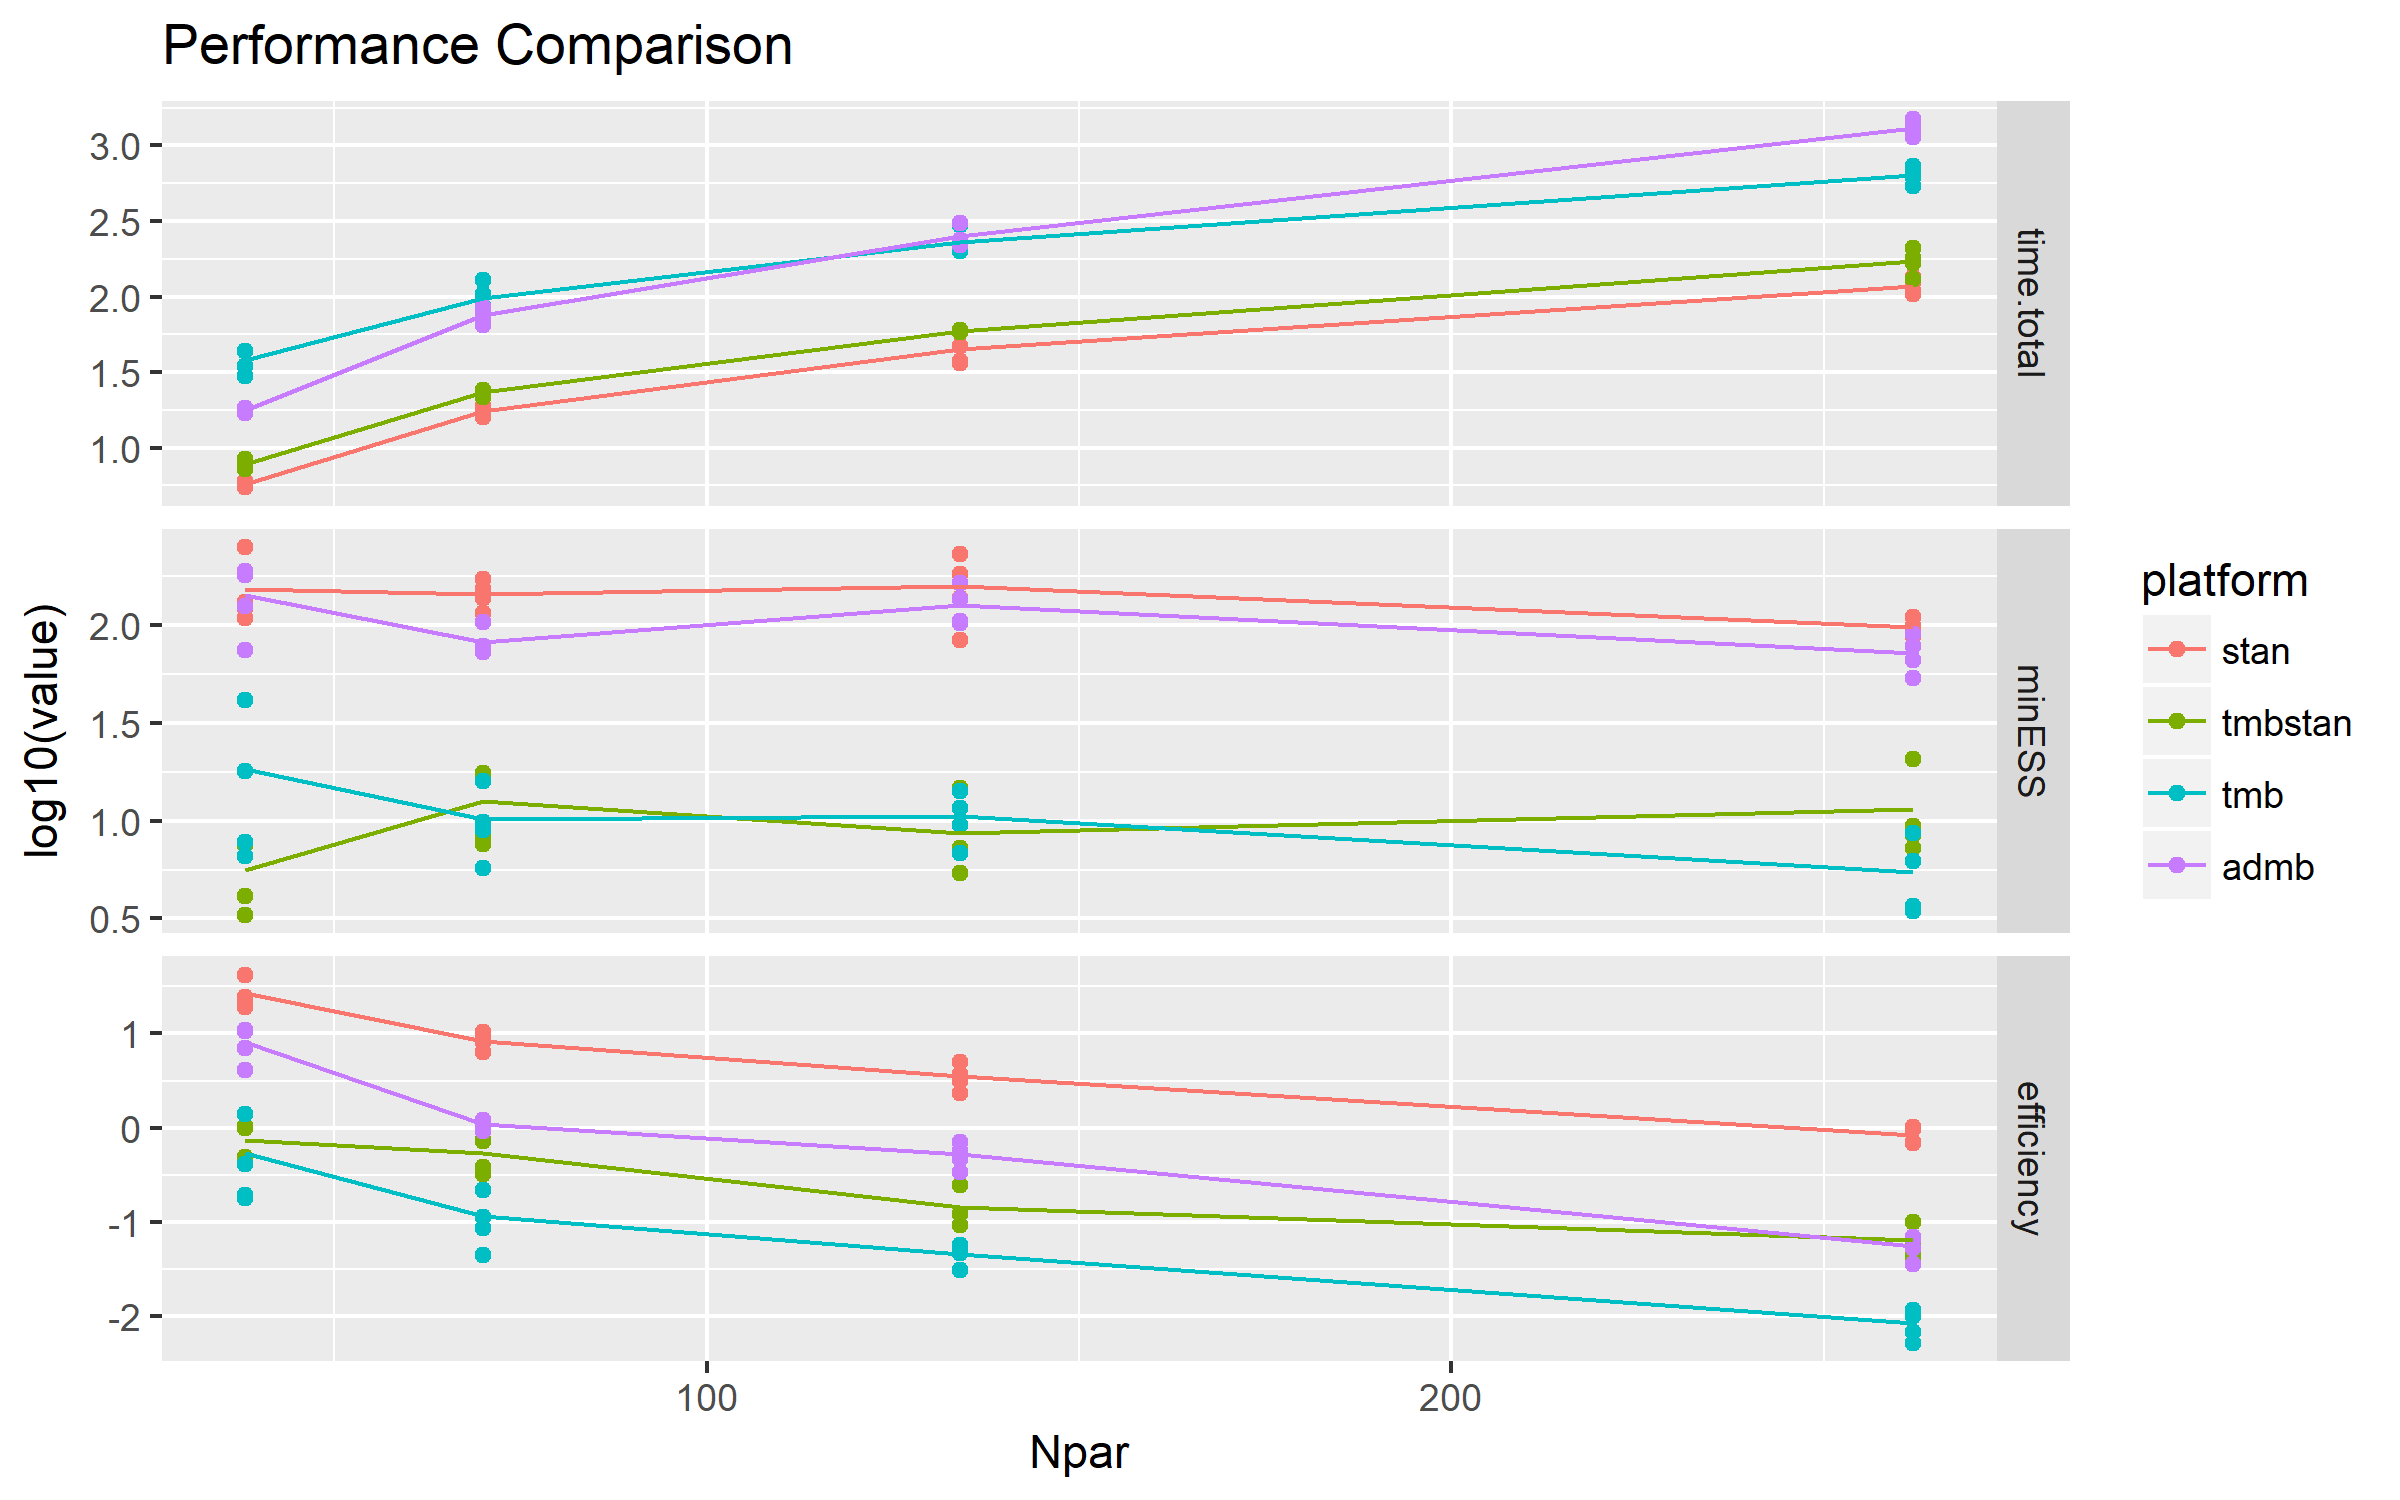 Performance Comparison
3.0
2.5
2.0
1.5
1.0
time.total
2.0
1.5
1.0
0.5
minESS
1
0
-1
-2
efficiency
log10(value)
100
200
Npar
platform
stan
tmbstan
tmb
admb